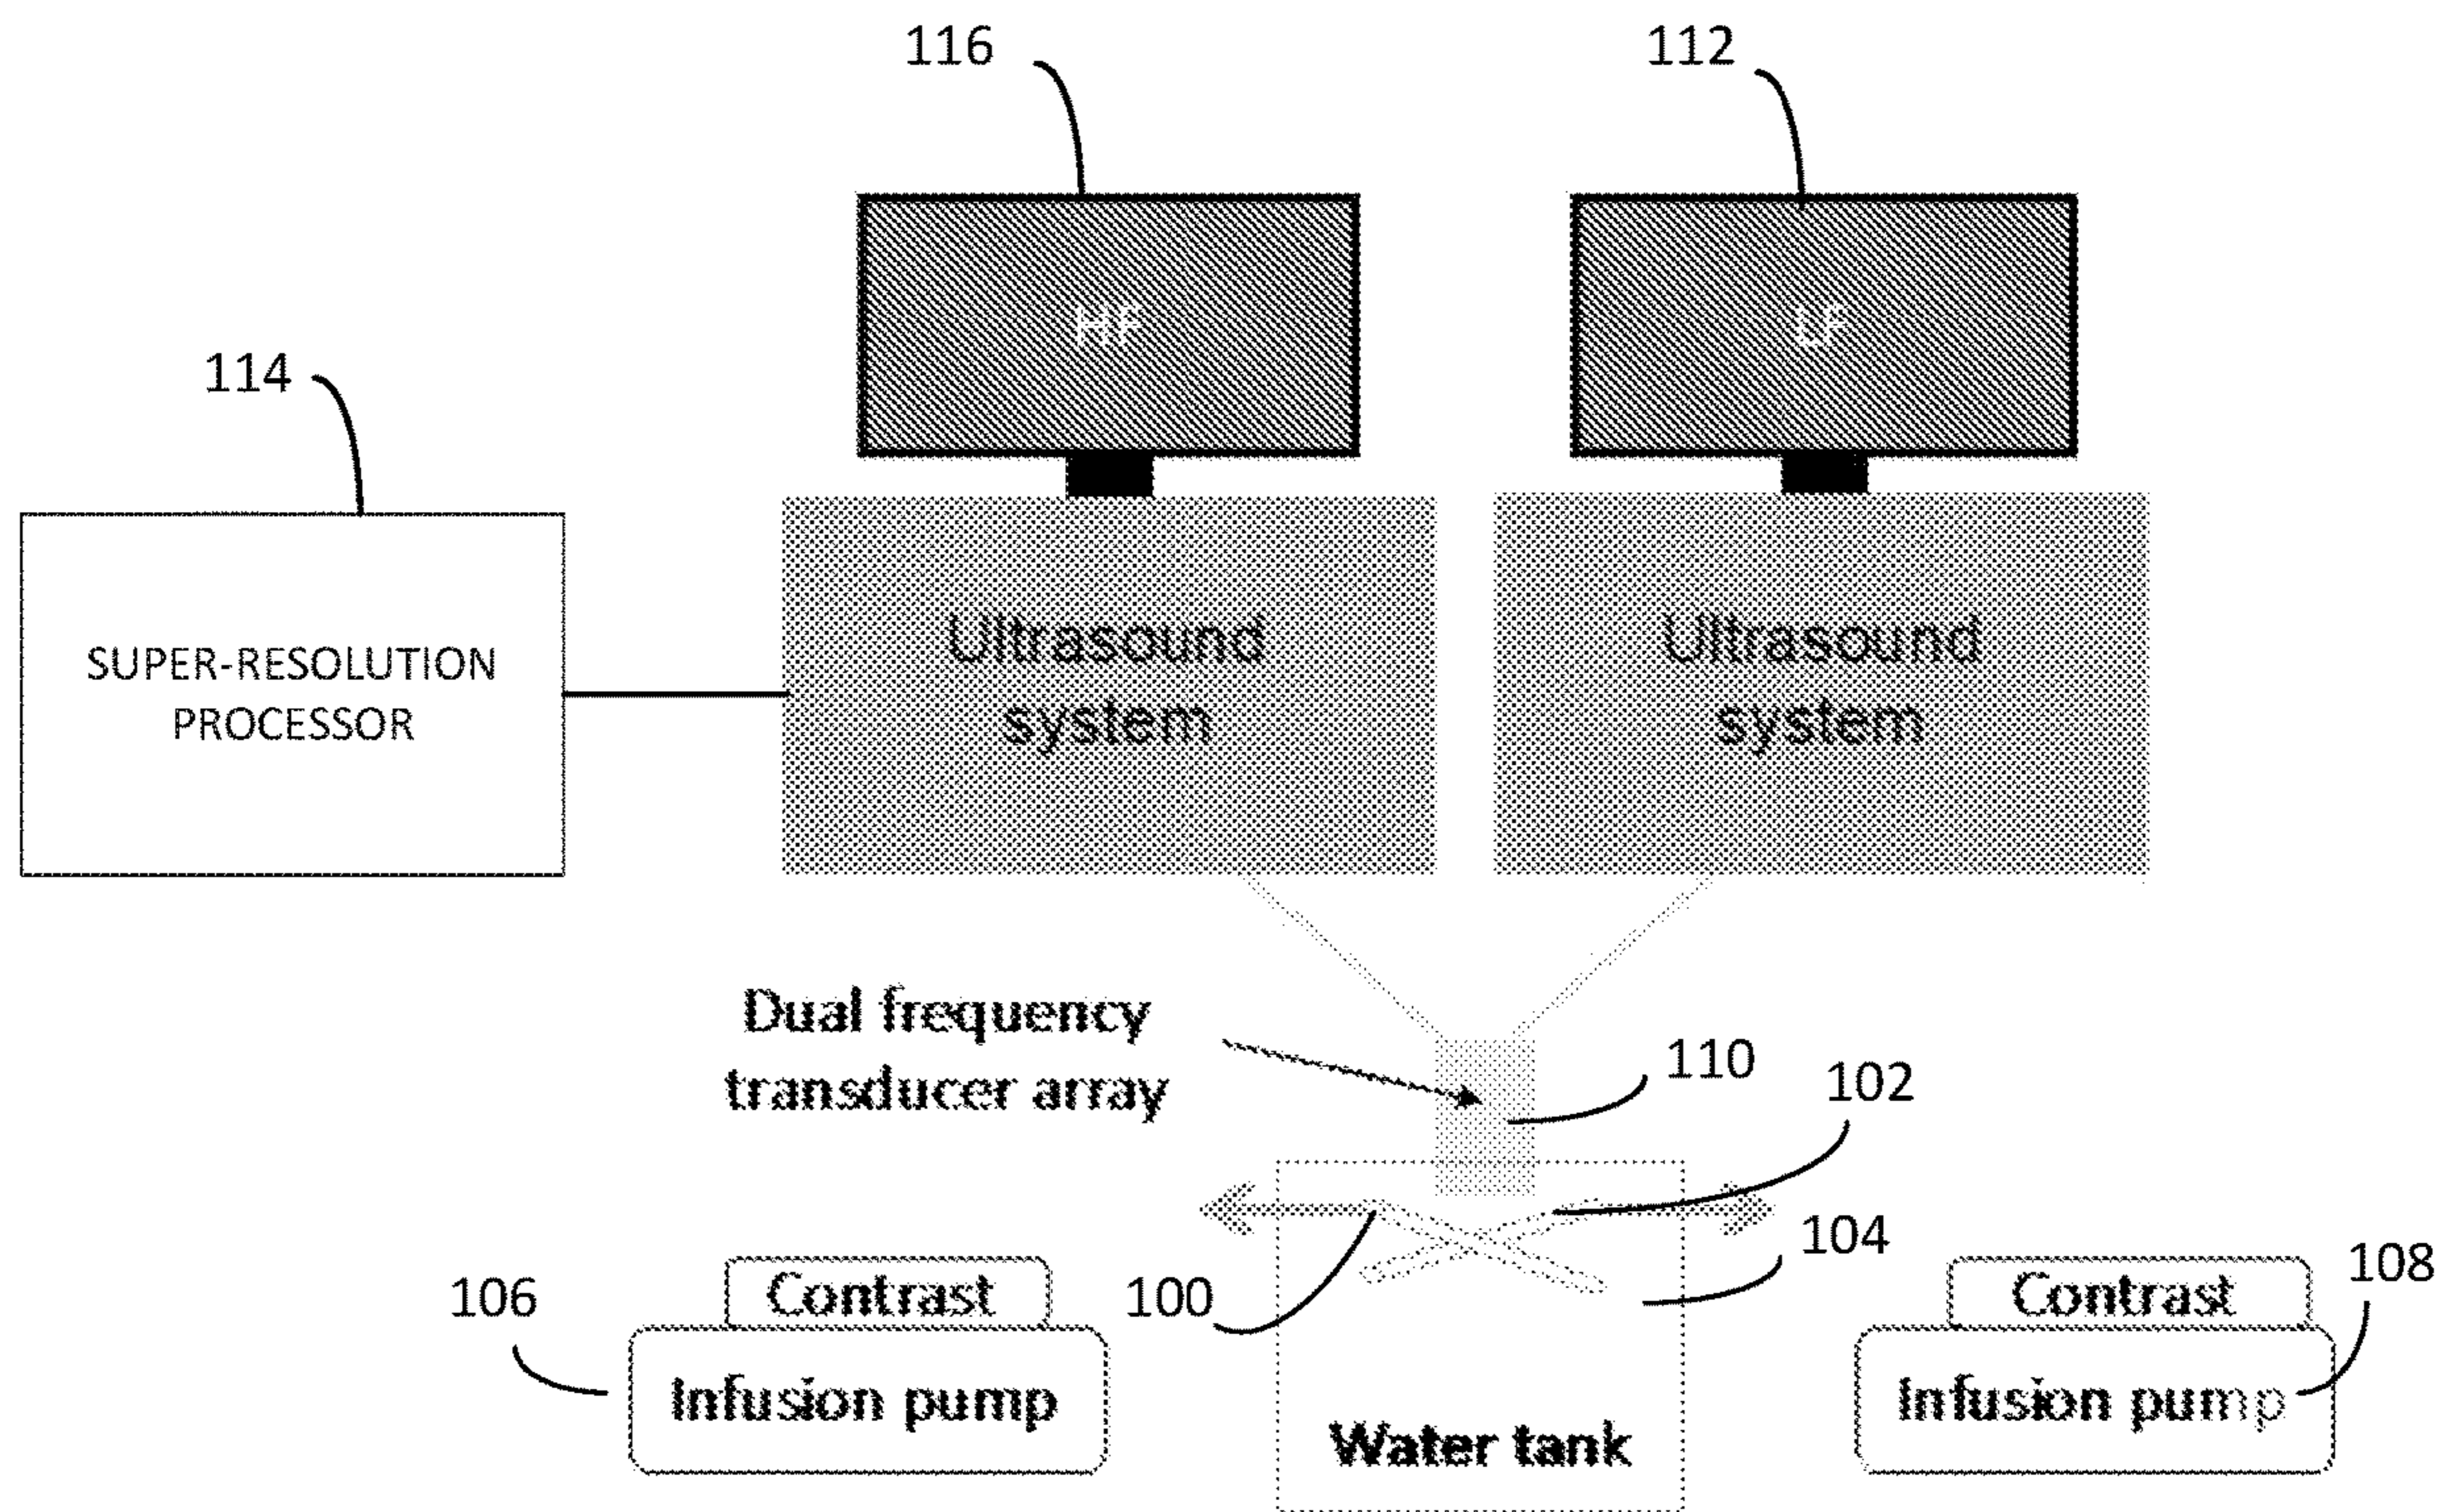 116
112
HF
LF
114
SUPER-RESOLUTION
PROCESSOR
Ultrasound
system
Ultrasound
system
Dual frequency
transducer array
110
102
104
100
106
Contrast
Infusion pump
Water tank
108
Contrast
Infusion pump